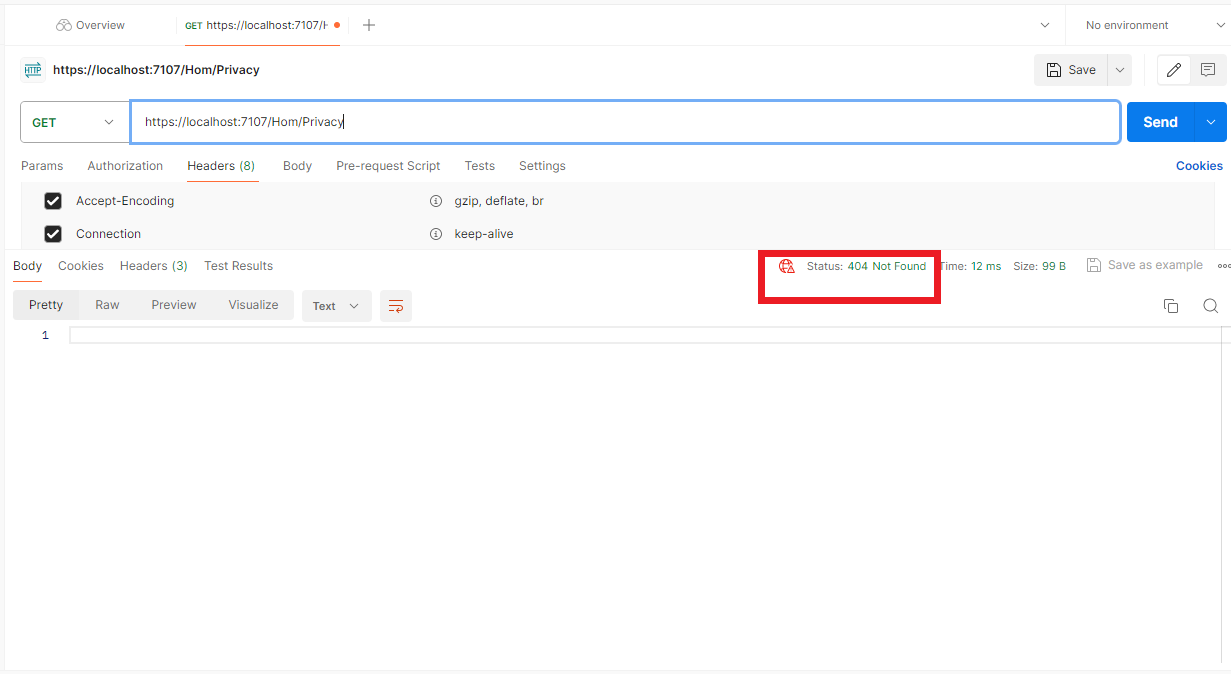 Overview
GET https://localhost:7107/H
No environment
HTTP https://localhost:7107/Hom/Privacy
Save
GET
https://localhost:7107/Hom/Privacy
Send
Params Authorization Headers (8) Body Pre-request Script Tests Settings Cookies
Accept-Encoding gzip, deflate, br
Connection keep-alive
Body Cookies Headers (3) Test Results Status: 404 Not Found Time: 12 ms Size: 99 B Save as example
Pretty Raw Preview Visualize Text
1